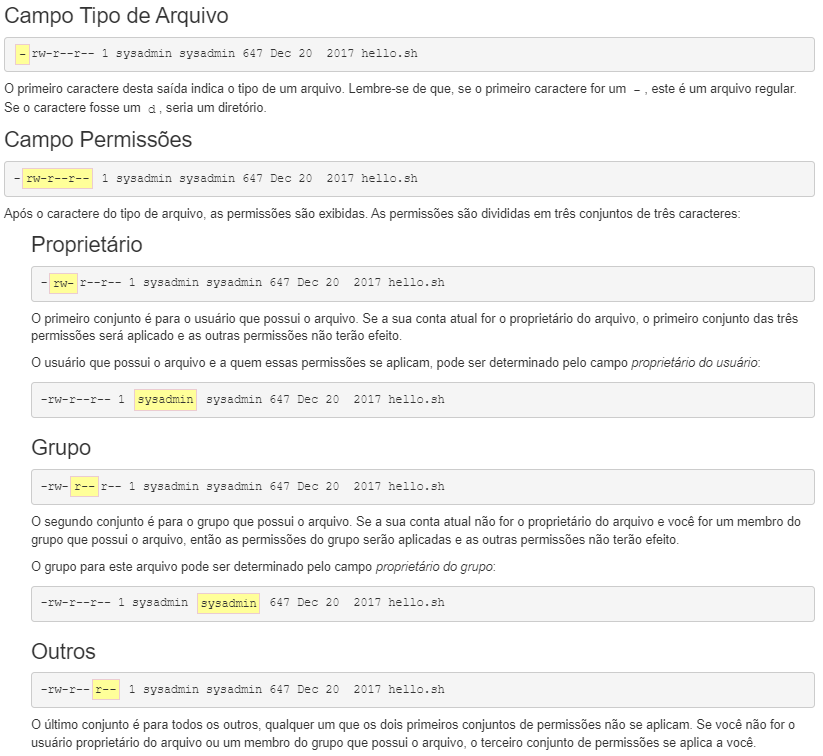 Campo Tipo de Arquivo
-rw-r--r-- 1 sysadmin sysadmin 647 Dec 20  2017 hello.sh
O primeiro caractere desta saída indica o tipo de um arquivo. Lembre-se de que, se o primeiro caractere for um - , este é um arquivo regular.
Se o caractere fosse um d , seria um diretório.
Campo Permissões
-rw-r--r-- 1 sysadmin sysadmin 647 Dec 20  2017 hello.sh
Após o caractere do tipo de arquivo, as permissões são exibidas. As permissões são divididas em três conjuntos de três caracteres:
Proprietário
-rw-r--r-- 1 sysadmin sysadmin 647 Dec 20  2017 hello.sh
O primeiro conjunto é para o usuário que possui o arquivo. Se a sua conta atual for o proprietário do arquivo, o primeiro conjunto das três
permissões será aplicado e as outras permissões não terão efeito.
O usuário que possui o arquivo e a quem essas permissões se aplicam, pode ser determinado pelo campo proprietário do usuário:
-rw-r--r-- 1 sysadmin sysadmin 647 Dec 20  2017 hello.sh
Grupo
-rw-r--r-- 1 sysadmin sysadmin 647 Dec 20  2017 hello.sh
O segundo conjunto é para o grupo que possui o arquivo. Se a sua conta atual não for o proprietário do arquivo e você for um membro do
grupo que possui o arquivo, então as permissões do grupo serão aplicadas e as outras permissões não terão efeito.
O grupo para este arquivo pode ser determinado pelo campo proprietário do grupo:
-rw-r--r-- 1 sysadmin sysadmin 647 Dec 20  2017 hello.sh
Outros
-rw-r--r-- 1 sysadmin sysadmin 647 Dec 20  2017 hello.sh
O último conjunto é para todos os outros, qualquer um que os dois primeiros conjuntos de permissões não se aplicam. Se você não for o
usuário proprietário do arquivo ou um membro do grupo que possui o arquivo, o terceiro conjunto de permissões se aplica a você.